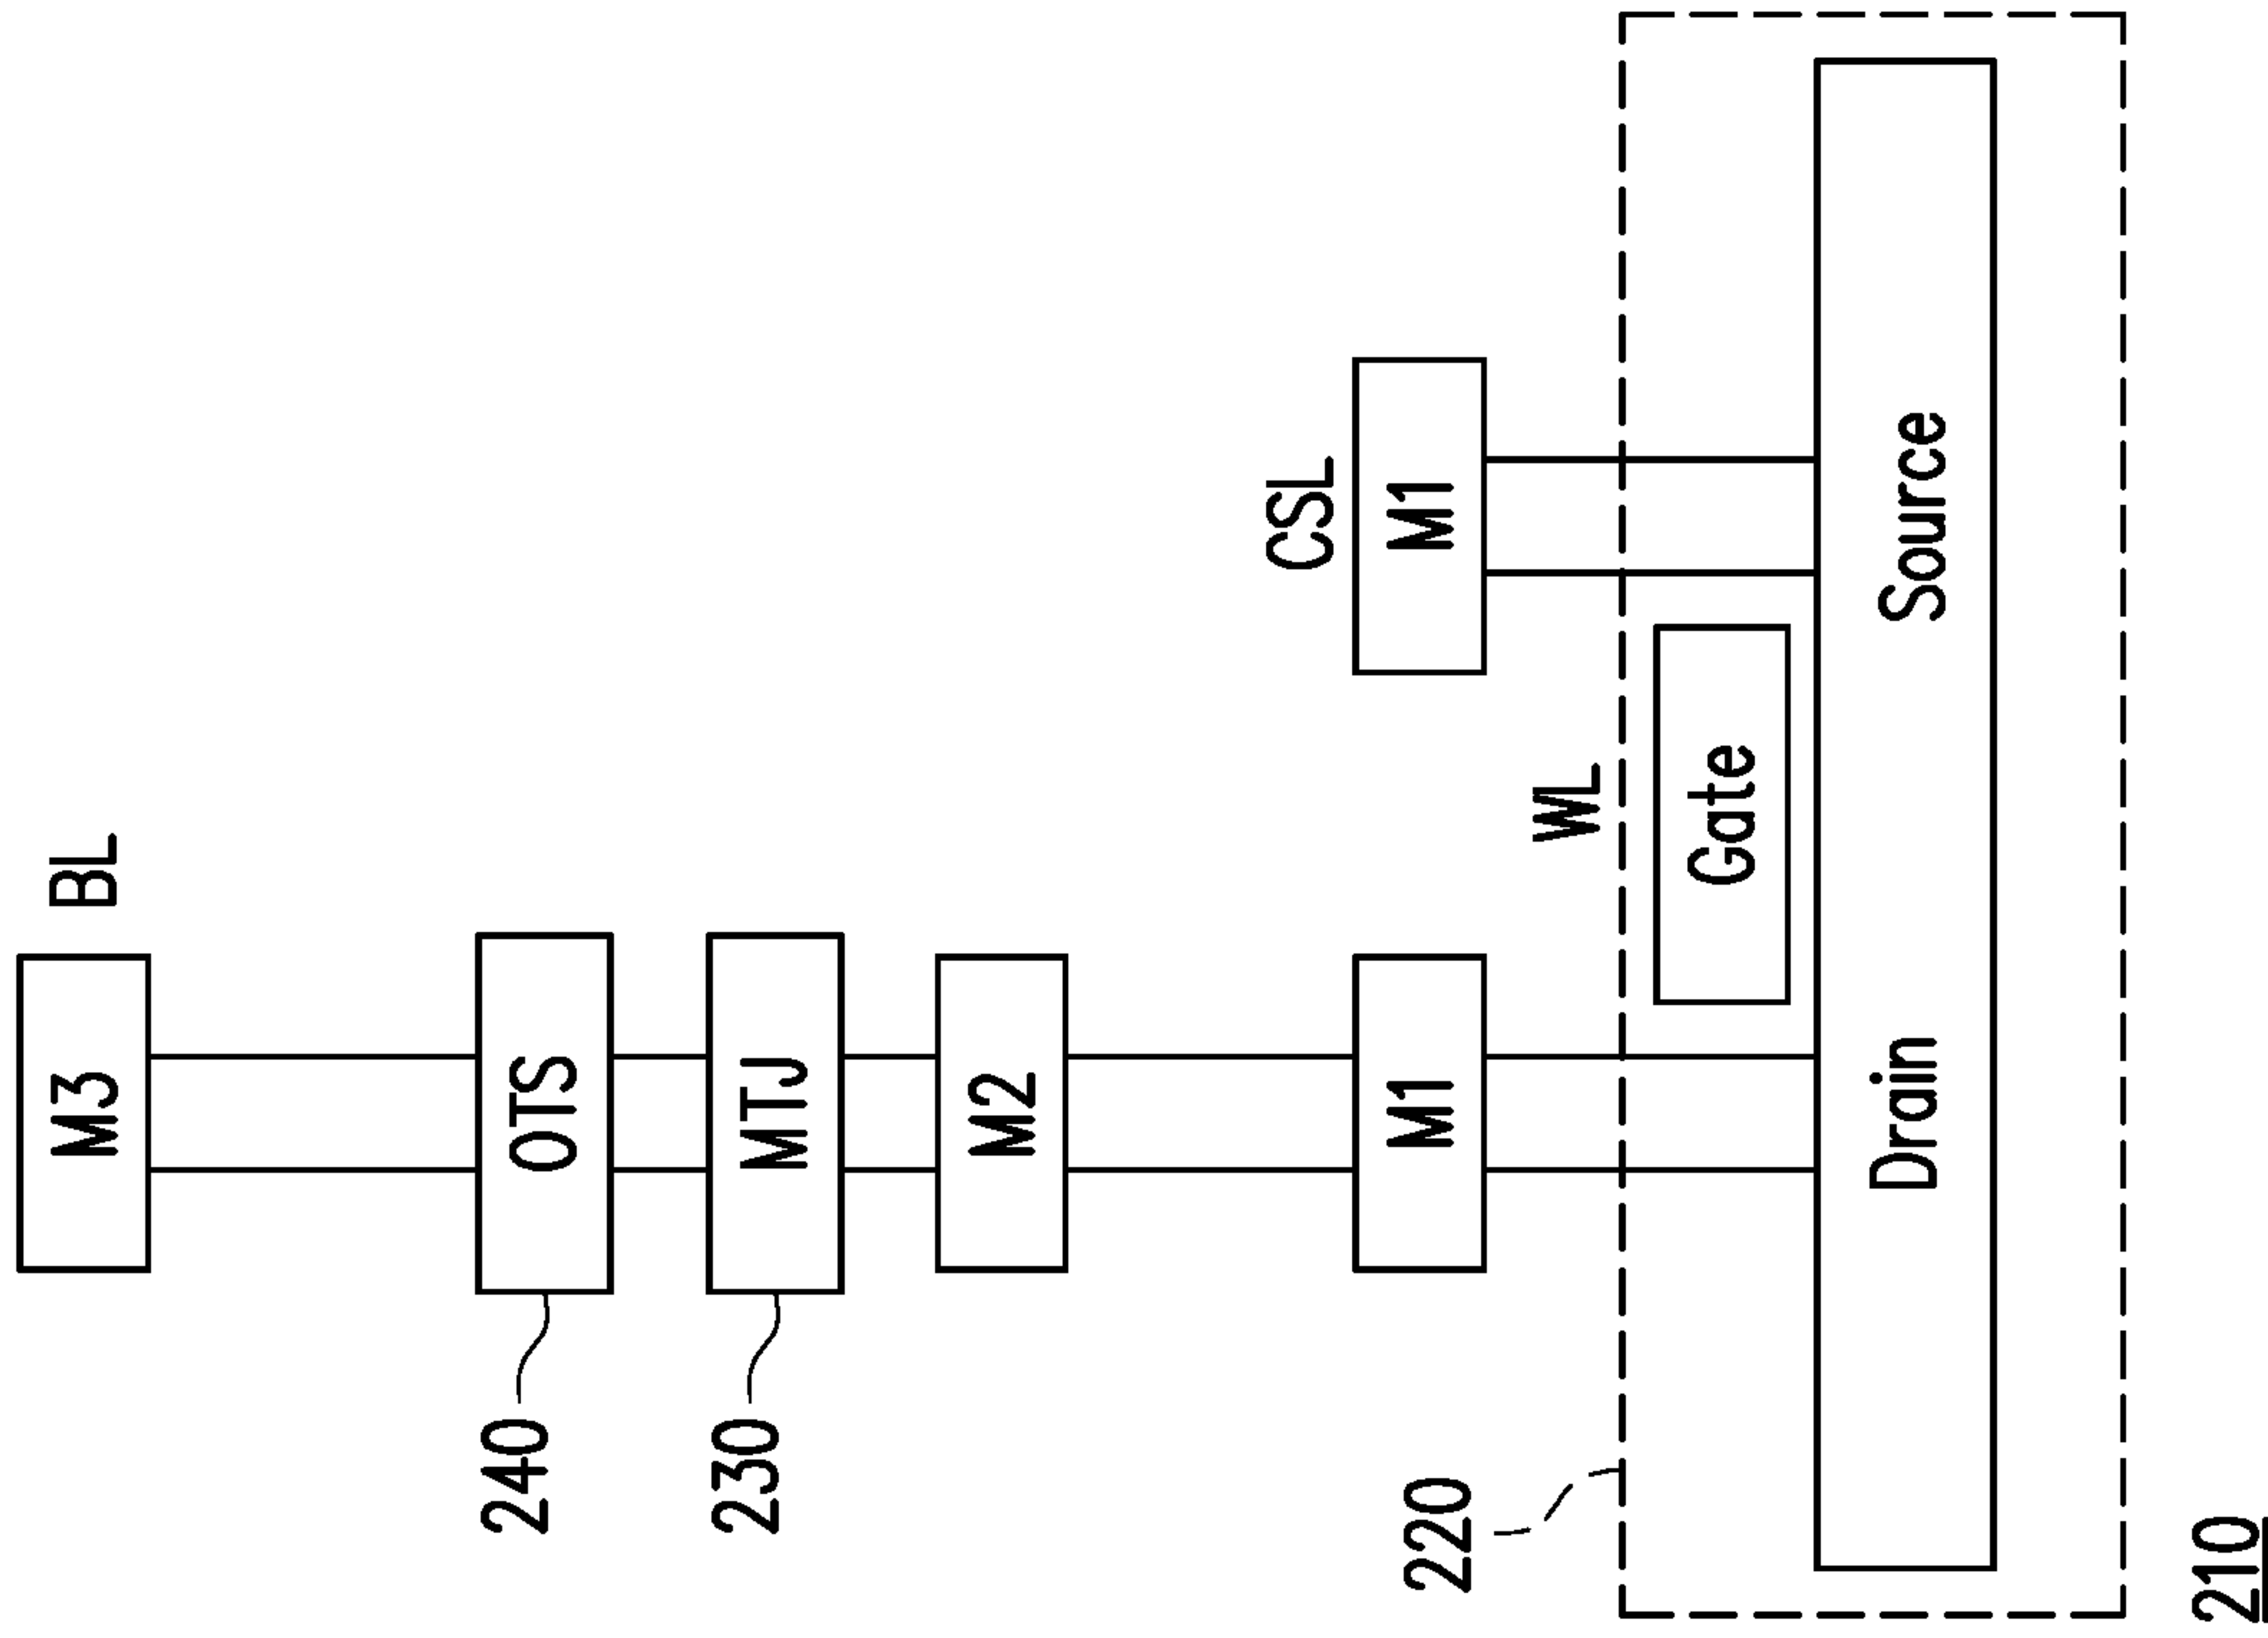 M3
BL
240
OTS
230
MTJ
M2
CSL
M1
M1
WL
220
Gate
Drain
Source
210